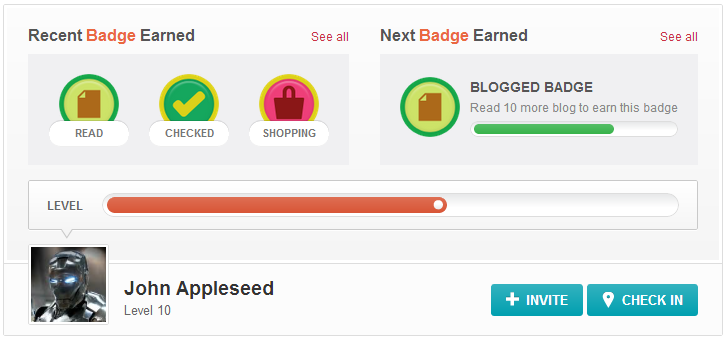 Recent Badge Earned
See all
READ
CHECKED
SHOPPING
Next Badge Earned
See all
BLOGGED BADGE
Read 10 more blog to earn this badge
LEVEL
John Appleseed
Level 10
INVITE
CHECK IN